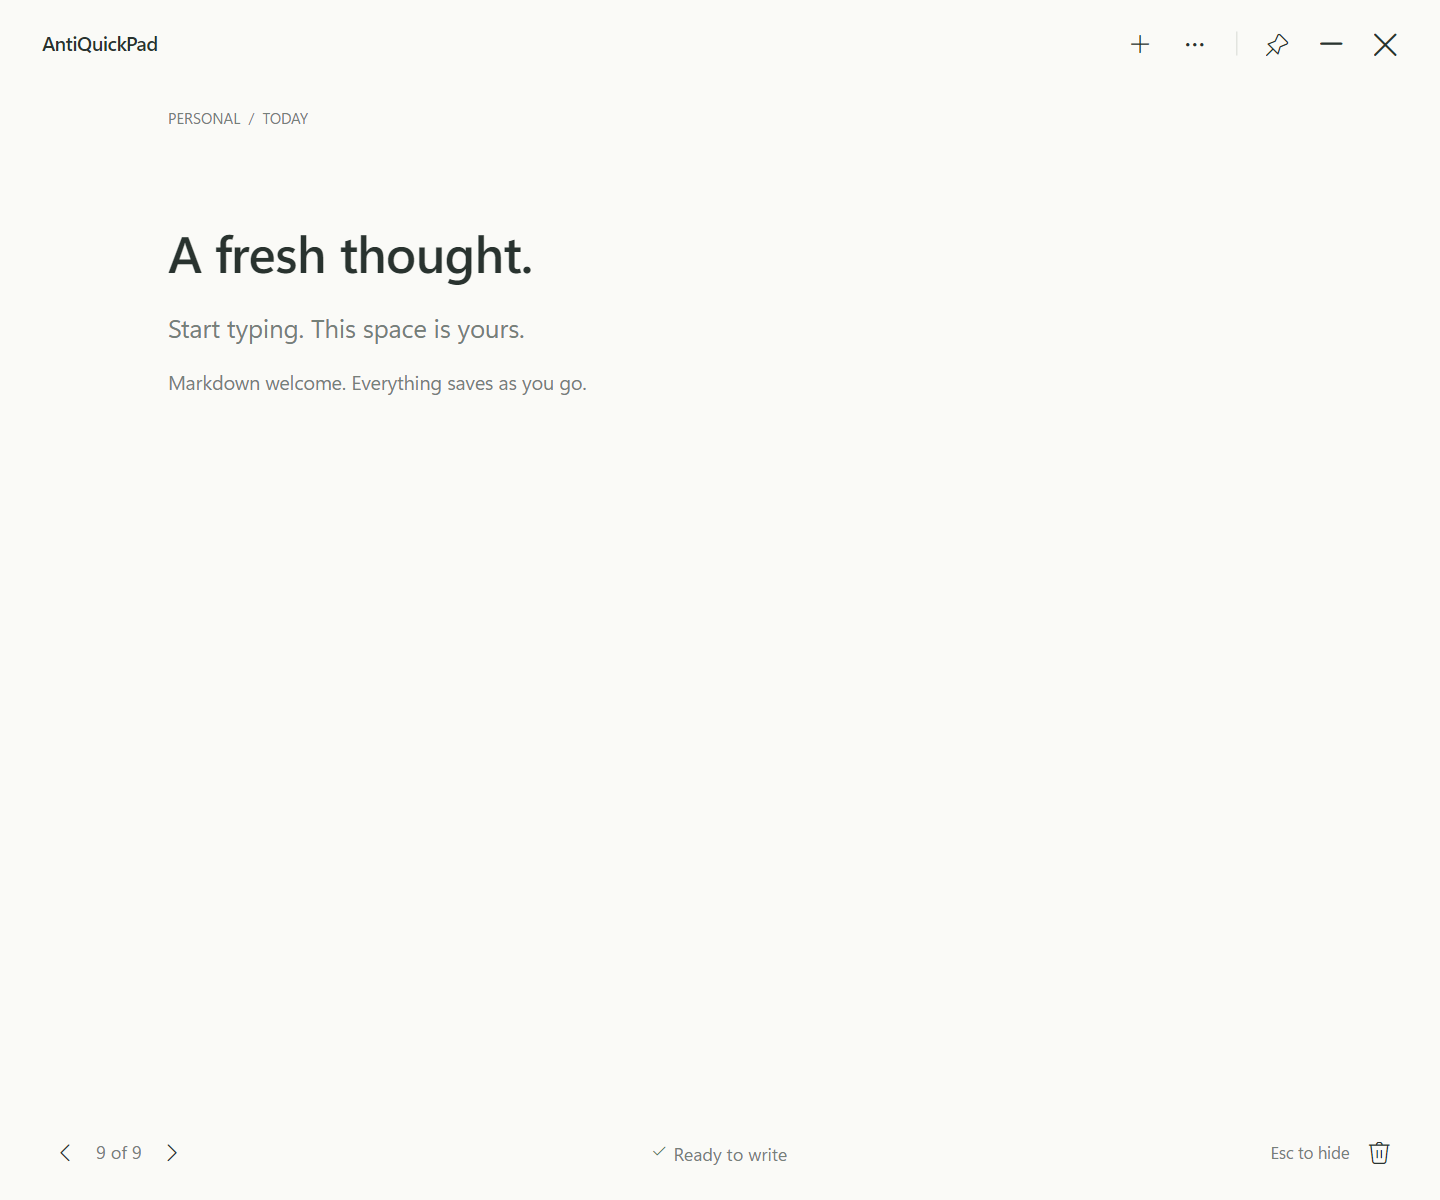 AntiQuickPad
PERSONAL / TODAY
A fresh thought.
Start typing. This space is yours.
Markdown welcome. Everything saves as you go.
9 of 9
Ready to write
Esc to hide